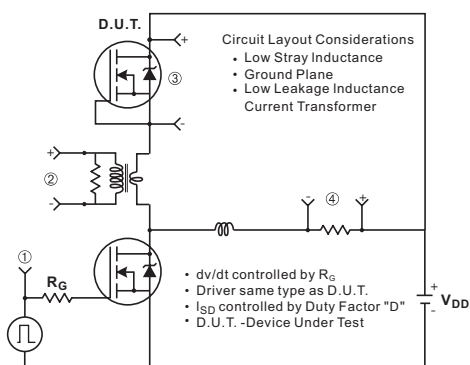 D.U.T.
+
Circuit Layout Considerations
• Low Stray Inductance
• Ground Plane
• Low Leakage Inductance
Current Transformer
③
-
+
②
-
-
④
+
①
R_G
• dv/dt controlled by R_G
• Driver same type as D.U.T.
• I_SD controlled by Duty Factor "D"
• D.U.T. -Device Under Test
+
V_DD
-